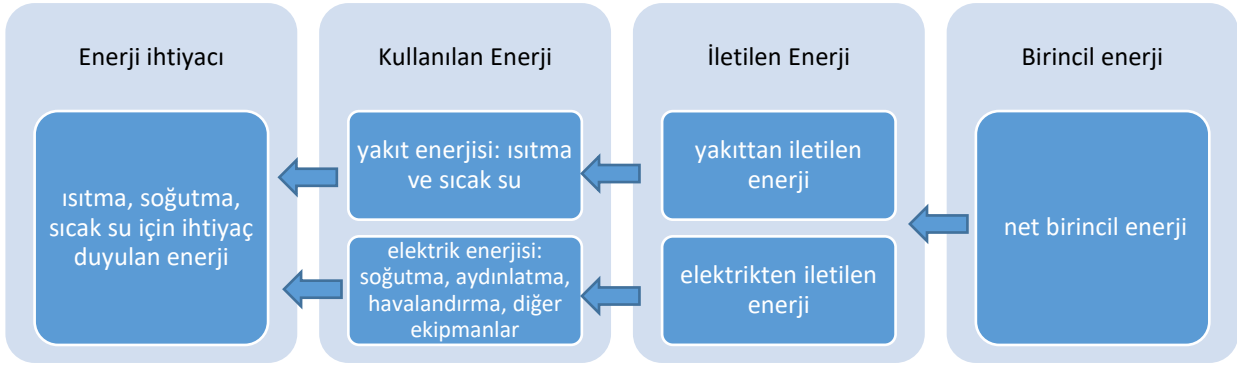 Enerji ihtiyacı
ısıtma, soğutma,
sıcak su için ihtiyaç
duyulan enerji
Kullanılan Enerji
yakıt enerjisi: ısıtma
ve sıcak su
elektrik enerjisi:
soğutma, aydınlatma,
havalandırma, diğer
ekipmanlar
İletilen Enerji
yakıttan iletilen
enerji
elektrikten iletilen
enerji
Birincil enerji
net birincil enerji